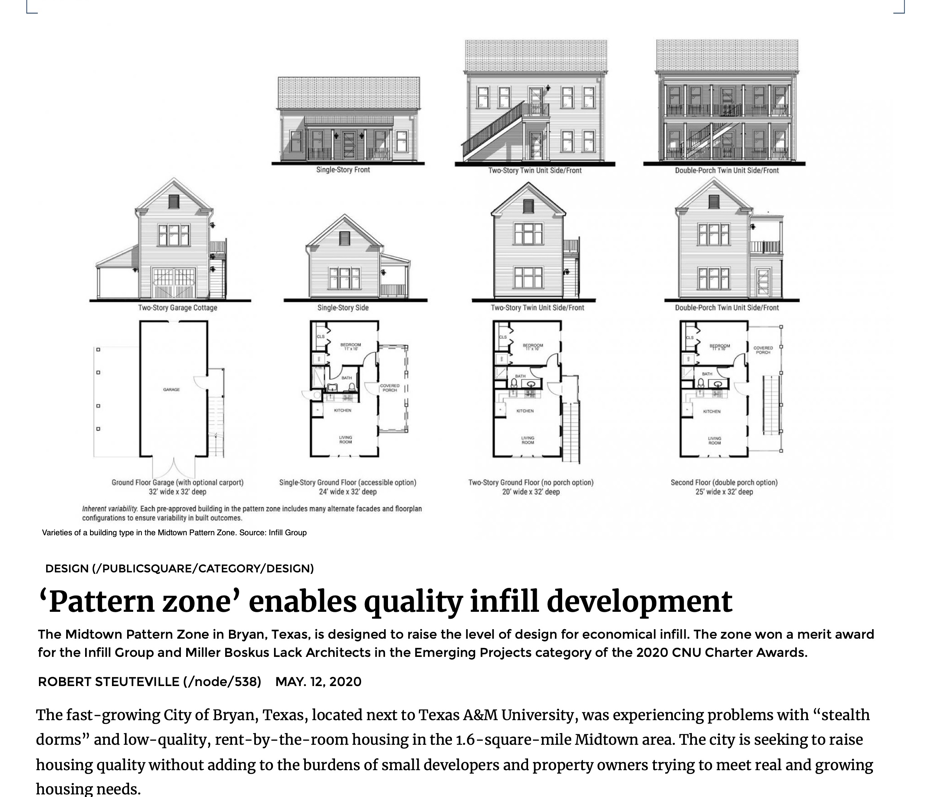 Single-Story Front
Two-Story Twin Unit Side/Front
Double-Porch Twin Unit Side/Front
Two-Story Garage Cottage
Single-Story Side
Two-Story Twin Unit Side/Front
Double-Porch Twin Unit Side/Front
GARAGE
CLS
BEDROOM
11' x 16'
BATH
COVERED
PORCH
KITCHEN
LIVING
ROOM
CLS
BEDROOM
11' x 16'
BATH
KITCHEN
LIVING
ROOM
CLS
BEDROOM
11' x 16'
COVERED
PORCH
BATH
KITCHEN
LIVING
ROOM
Ground Floor Garage (with optional carport)
32' wide x 32' deep
Single-Story Ground Floor (accessible option)
24' wide x 32' deep
Two-Story Ground Floor (no porch option)
20' wide x 32' deep
Second Floor (double porch option)
25' wide x 32' deep
Inherent variability. Each pre-approved building in the pattern zone includes many alternate facades and floorplan
configurations to ensure variability in built outcomes.
Varieties of a building type in the Midtown Pattern Zone. Source: Infill Group
DESIGN (/PUBLICSQUARE/CATEGORY/DESIGN)
‘Pattern zone’ enables quality infill development
The Midtown Pattern Zone in Bryan, Texas, is designed to raise the level of design for economical infill. The zone won a merit award
for the Infill Group and Miller Boskus Lack Architects in the Emerging Projects category of the 2020 CNU Charter Awards.
ROBERT STEUTEVILLE (/node/538) MAY. 12, 2020
The fast-growing City of Bryan, Texas, located next to Texas A&M University, was experiencing problems with “stealth
dorms” and low-quality, rent-by-the-room housing in the 1.6-square-mile Midtown area. The city is seeking to raise
housing quality without adding to the burdens of small developers and property owners trying to meet real and growing
housing needs.